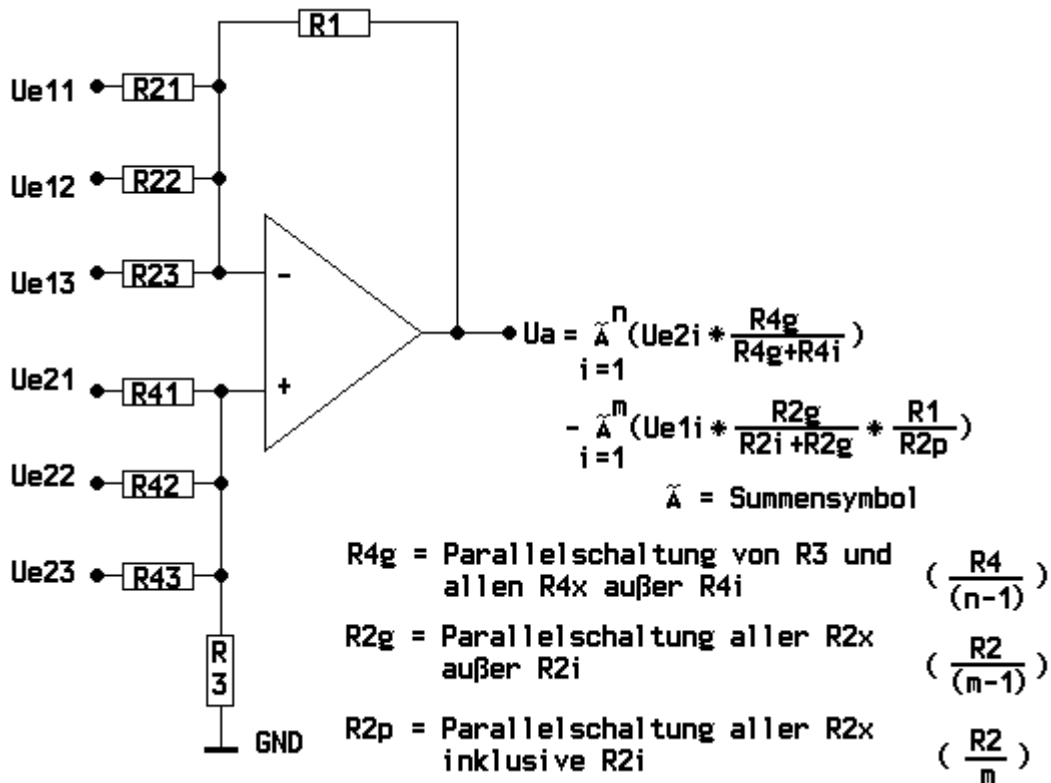 R1
Ue11 R21
Ue12 R22
Ue13 R23
-
Ue21 R41
+
Ue22 R42
Ue23 R43
R
3
GND
Ua = Ã n (Ue2i * R4g / R4g+R4i )
i=1
- Ã m (Ue1i * R2g / R2i+R2g * R1 / R2p )
i=1
Ã = Summensymbol
R4g = Parallelschaltung von R3 und
allen R4x außer R4i ( R4 / (n-1) )
R2g = Parallelschaltung aller R2x
außer R2i ( R2 / (m-1) )
R2p = Parallelschaltung aller R2x
inklusive R2i ( R2 / m )